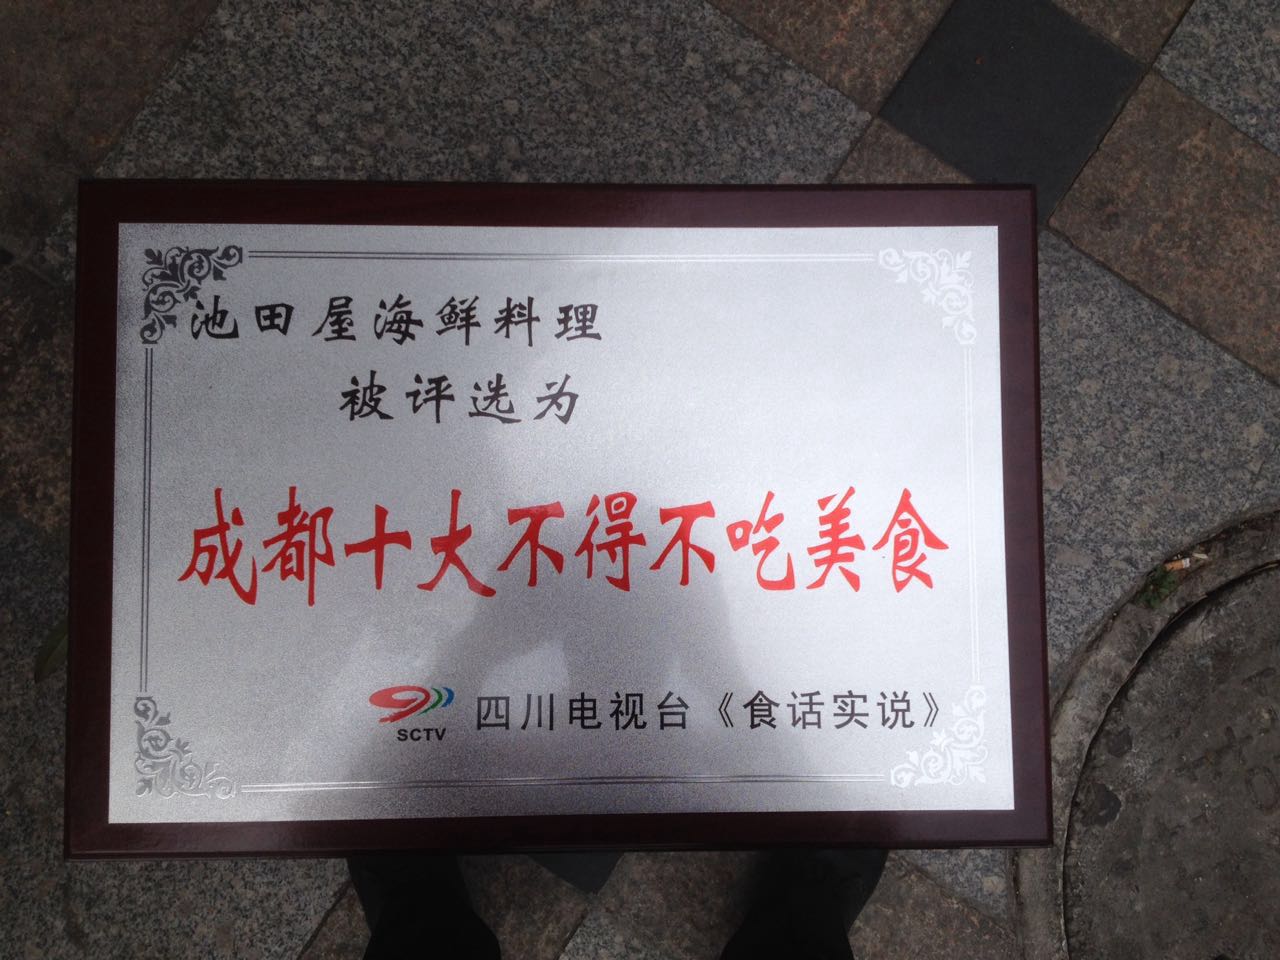 池田屋海鲜料理
被评选为
成都十大不得不吃美食
SCTV
四川电视台《食话实说》